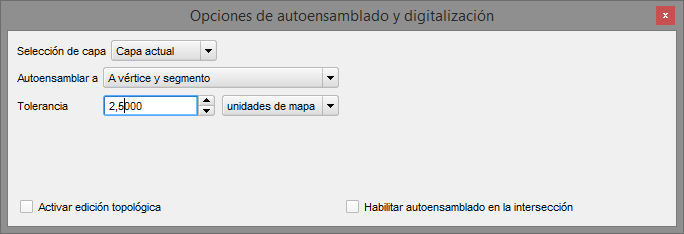 Opciones de autoensamblado y digitalización
Selección de capa Capa actual
Autoensamblar a A vértice y segmento
Tolerancia 2,5000 unidades de mapa
Activar edición topológica Habilitar autoensamblado en la intersección